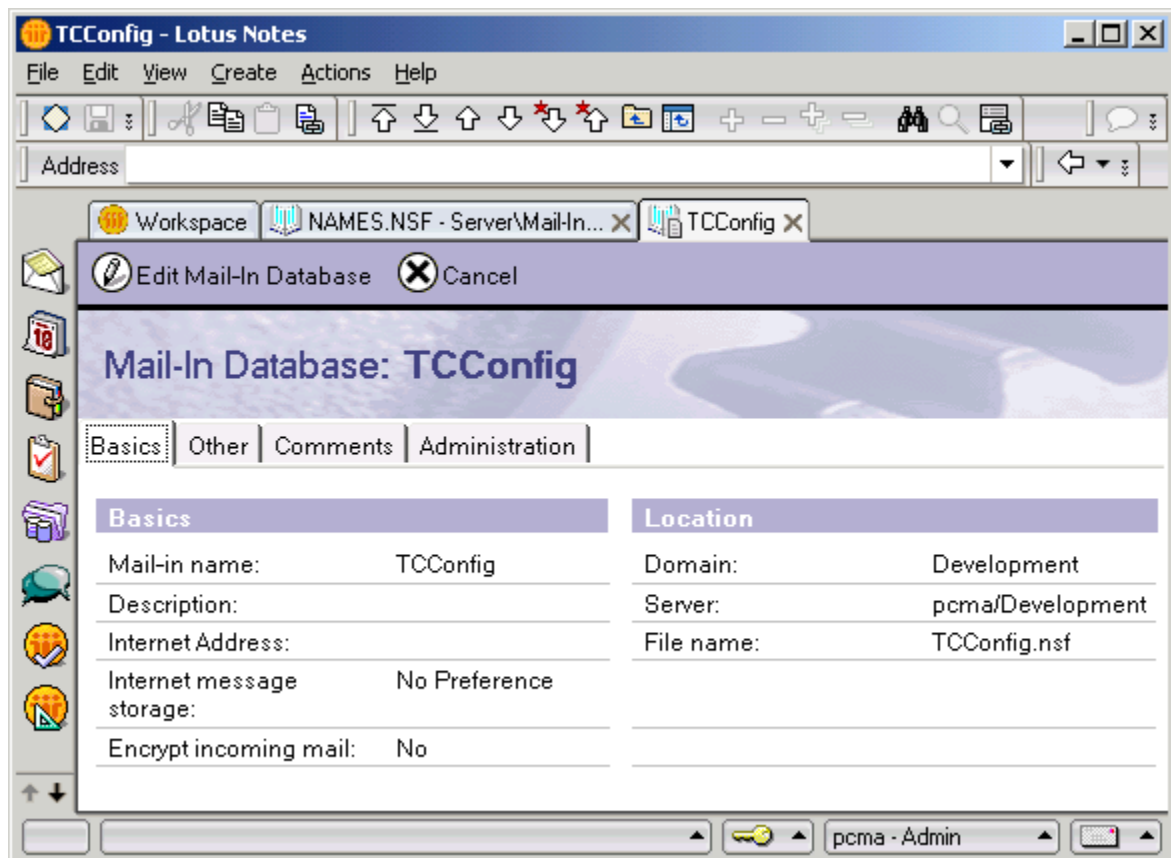 TCConfig - Lotus Notes
File Edit View Create Actions Help
Address
Workspace NAMES.NSF - Server\Mail-In... TCConfig
Edit Mail-In Database Cancel
Mail-In Database: TCConfig
Basics Other Comments Administration
Basics
Mail-in name: TCConfig
Description:
Internet Address:
Internet message storage: No Preference
Encrypt incoming mail: No
Location
Domain: Development
Server: pcma/Development
File name: TCConfig.nsf
pcma - Admin